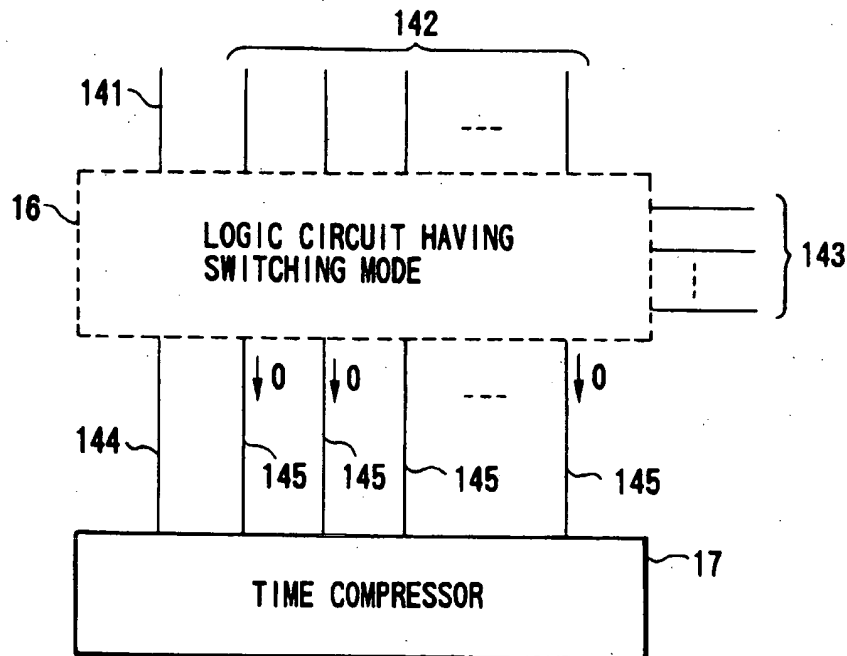 142
141
16
LOGIC CIRCUIT HAVING
SWITCHING MODE
143
0 0 0
144 145 145 145 145
17
TIME COMPRESSOR